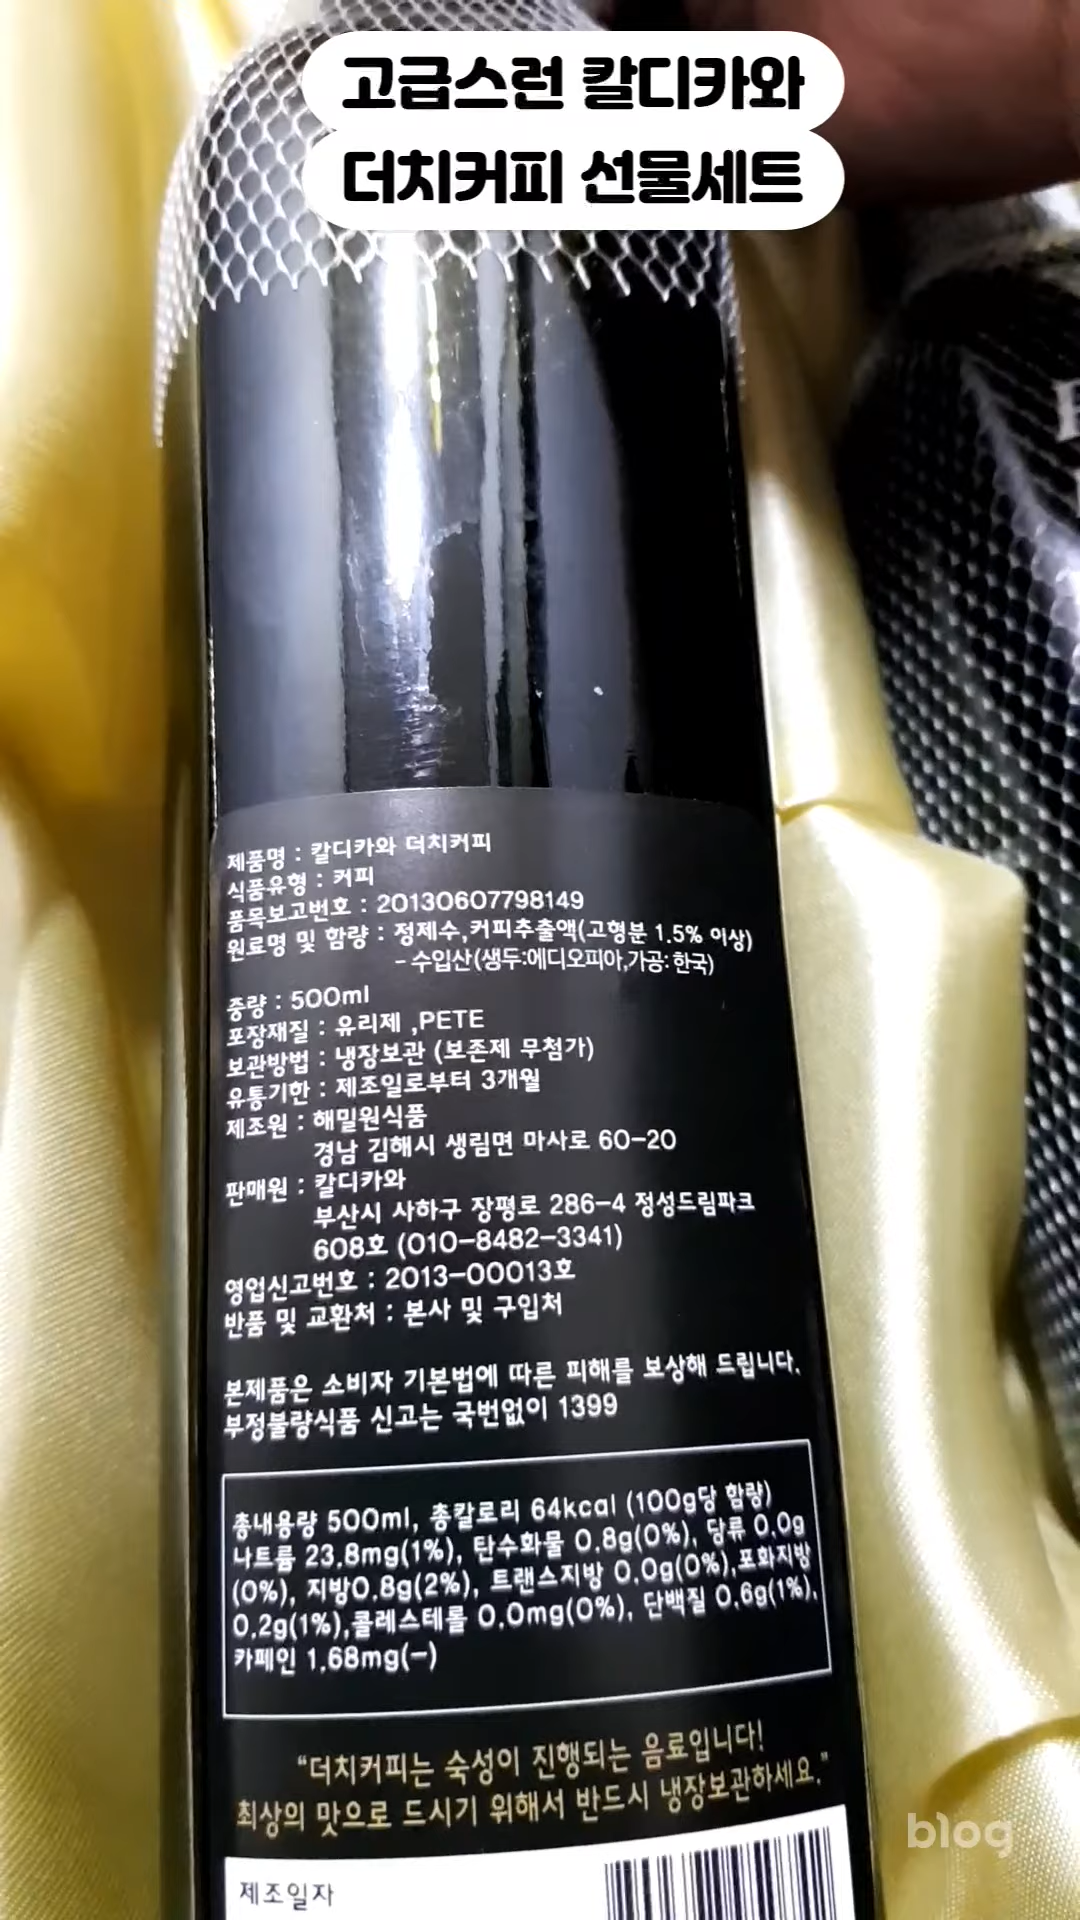 고급스런 칼디카와
더치커피 선물세트
제품명 : 칼디카와 더치커피
식품유형 : 커피
품목보고번호 : 20130607798149
원료명 및 함량 : 정제수,커피추출액(고형분 1.5% 이상)
- 수입산(생두:에디오피아,가공: 한국)
중량 : 500ml
포장재질 : 유리제 ,PETE
보관방법 : 냉장보관 (보존제 무첨가)
유통기한 : 제조일로부터 3개월
제조원 : 해밀원식품
경남 김해시 생림면 마사로 60-20
판매원 : 칼디카와
부산시 사하구 장평로 286-4 정성드림파크
608호 (010-8482-3341)
영업신고번호 : 2013-00013호
반품 및 교환처 : 본사 및 구입처
본제품은 소비자 기본법에 따른 피해를 보상해 드립니다.
부정불량식품 신고는 국번없이 1399
총내용량 500ml, 총칼로리 64kcal (100g당 함량)
나트륨 23.8mg(1%), 탄수화물 0.8g(0%), 당류 0.0g
(0%), 지방0.8g(2%), 트랜스지방 0.0g(0%),포화지방
0.2g(1%),콜레스테롤 0.0mg(0%), 단백질 0.6g(1%),
카페인 1.68mg(-)
“더치커피는 숙성이 진행되는 음료입니다!
최상의 맛으로 드시기 위해서 반드시 냉장보관하세요.”
제조일자
blog